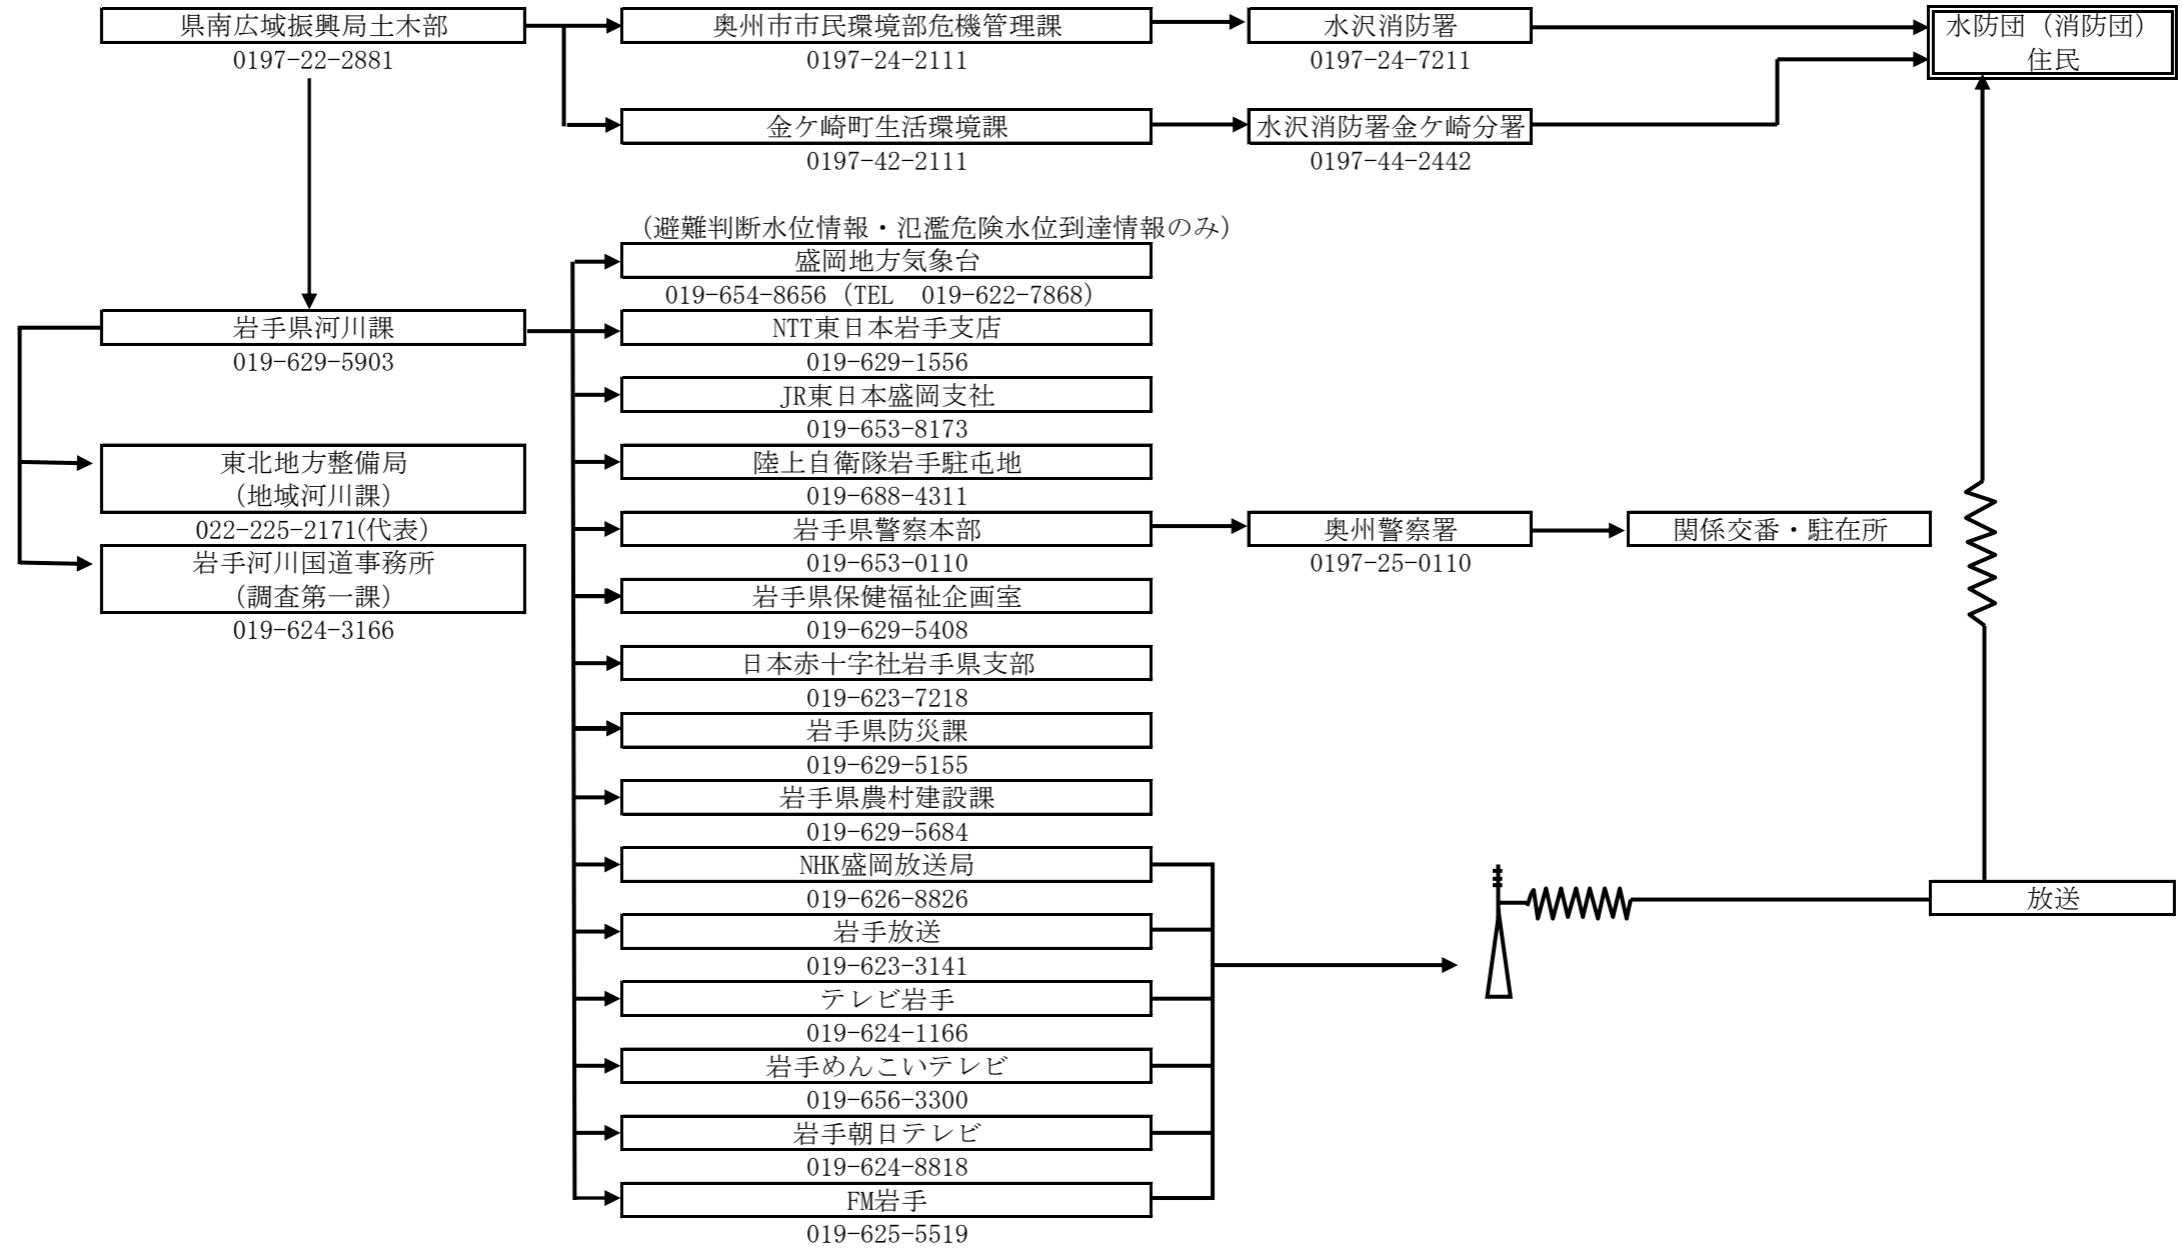 県南広域振興局土木部
0197-22-2881
奥州市市民環境部危機管理課
0197-24-2111
水沢消防署
0197-24-7211
水防団（消防団）
住民
金ケ崎町生活環境課
0197-42-2111
水沢消防署金ケ崎分署
0197-44-2442
岩手県河川課
019-629-5903
東北地方整備局
（地域河川課）
022-225-2171(代表)
岩手河川国道事務所
（調査第一課）
019-624-3166
（避難判断水位情報・氾濫危険水位到達情報のみ）
盛岡地方気象台
019-654-8656（TEL　019-622-7868）
NTT東日本岩手支店
019-629-1556
JR東日本盛岡支社
019-653-8173
陸上自衛隊岩手駐屯地
019-688-4311
岩手県警察本部
019-653-0110
奥州警察署
0197-25-0110
関係交番・駐在所
岩手県保健福祉企画室
019-629-5408
日本赤十字社岩手県支部
019-623-7218
岩手県防災課
019-629-5155
岩手県農村建設課
019-629-5684
NHK盛岡放送局
019-626-8826
岩手放送
019-623-3141
テレビ岩手
019-624-1166
岩手めんこいテレビ
019-656-3300
岩手朝日テレビ
019-624-8818
FM岩手
019-625-5519
放送